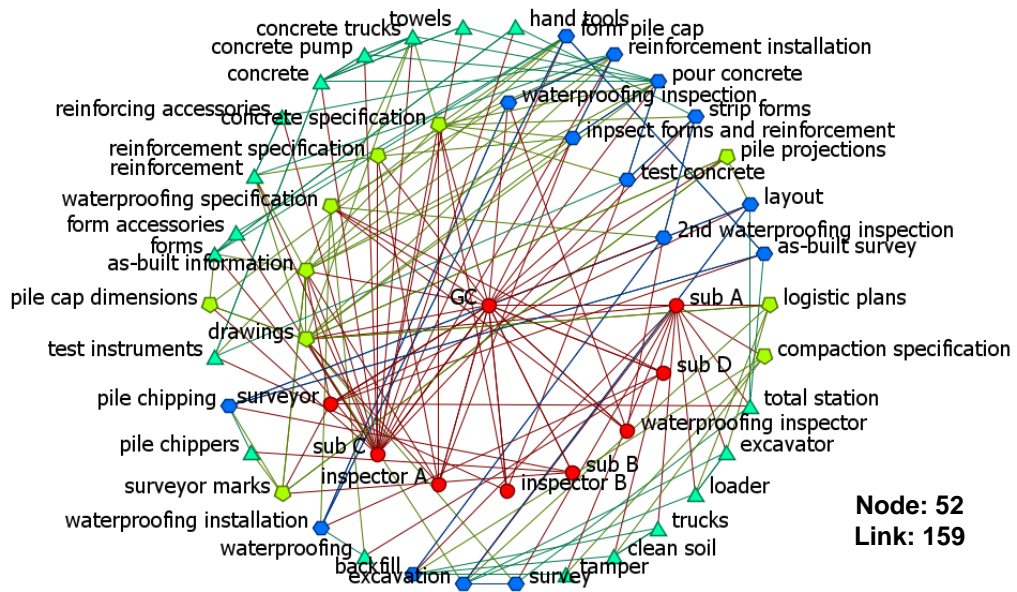 towels
hand tools
concrete trucks
form pile cap
concrete pump
reinforcement installation
concrete
pour concrete
waterproofing inspection
reinforcing accessories
strip forms
concrete specification
inpsect forms and reinforcement
reinforcement specification
pile projections
reinforcement
test concrete
waterproofing specification
layout
form accessories
2nd waterproofing inspection
forms
as-built survey
as-built information
pile cap dimensions
GC
sub A
logistic plans
drawings
test instruments
compaction specification
sub D
pile chipping
surveyor
total station
waterproofing inspector
pile chippers
sub C
excavator
sub B
inspector A
inspector B
surveyor marks
loader
Node: 52
waterproofing installation
trucks
Link: 159
waterproofing
clean soil
backfill
tamper
excavation
survey